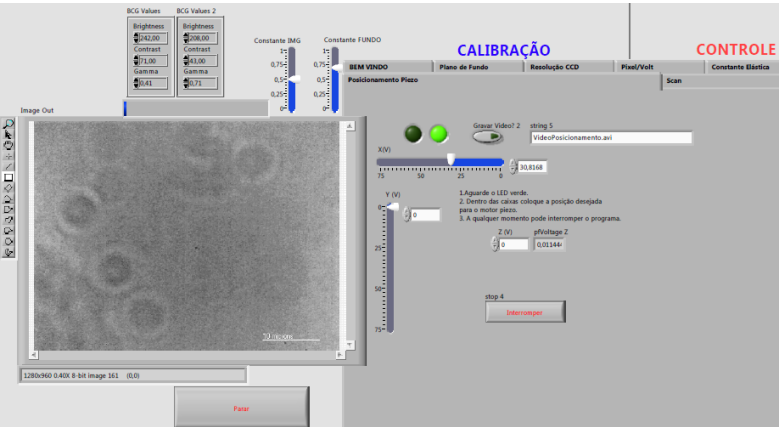 BCG Values
BCG Values 2
Brightness
242,00
Contrast
71,00
Gamma
0,41
Brightness
208,00
Contrast
43,00
Gamma
0,71
Constante IMG
1
0,75
0,5
0,25
0
Constante FUNDO
1
0,75
0,5
0,25
0
CALIBRAÇÃO
CONTROLE
BEM VINDO
Plano de Fundo
Resolução CCD
Pixel/Volt
Constante Elástica
Posicionamento Piezo
Scan
Image Out
10 microns
1280x960 0.40X 8-bit image 161 (0,0)
Parar
Gravar Video? 2
string 5
VideoPosicionamento.avi
X(V)
75 50 25 0
30,8168
Y (V)
0
25
50
75
0
1.Aguarde o LED verde.
2. Dentro das caixas coloque a posição desejada
para o motor piezo.
3. A qualquer momento pode interromper o programa.
Z (V)
0
pfVoltage Z
0,01144
stop 4
Interromper